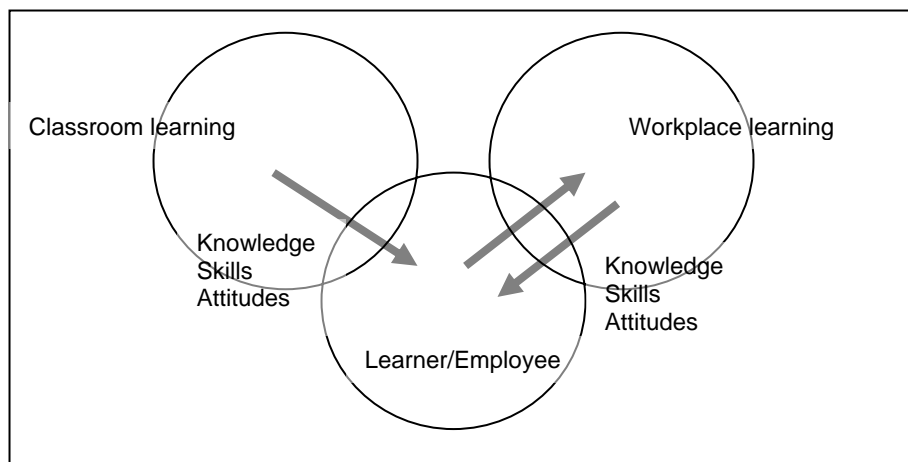 Classroom learning
Workplace learning
Knowledge
Skills
Attitudes
Knowledge
Skills
Attitudes
Learner/Employee